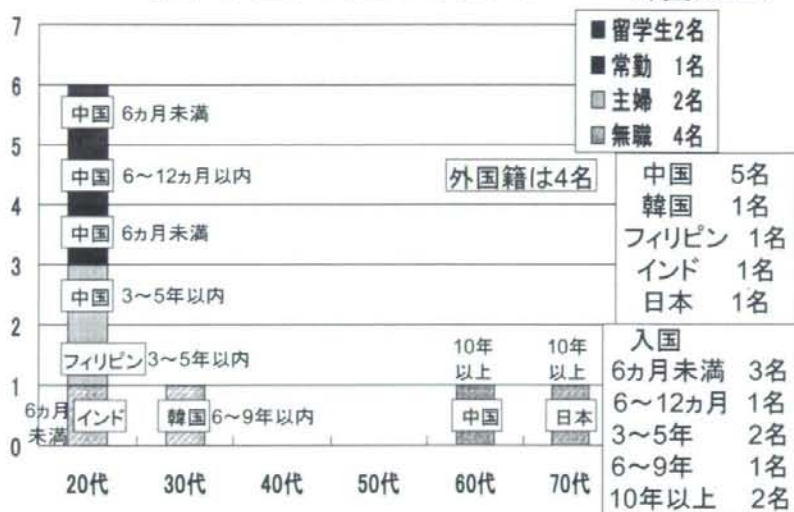 7
留学生2名
常勤 1名
主婦 2名
無職 4名
6
中国 6ヵ月未満
5
中国 6～12ヵ月以内
外国籍は4名
4
中国 6ヵ月未満
3
中国 3～5年以内
2
フィリピン 3～5年以内
1
6ヵ月未満 インド
韓国 6～9年以内
10年以上
中国
10年以上
日本
0
20代 30代 40代 50代 60代 70代
中国 5名
韓国 1名
フィリピン 1名
インド 1名
日本 1名
入国
6ヵ月未満 3名
6～12ヵ月 1名
3～5年 2名
6～9年 1名
10年以上 2名